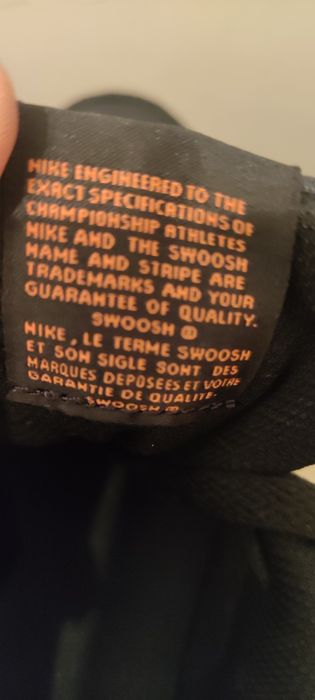 NIKE ENGINEERED TO THE
EXACT SPECIFICATIONS OF
CHAMPIONSHIP ATHLETES
NIKE AND THE SWOOSH
NAME AND STRIPE ARE
TRADEMARKS AND YOUR
GUARANTEE OF QUALITY.
SWOOSH ®
NIKE, LE TERME SWOOSH
ET SON SIGLE SONT DES
MARQUES DEPOSEES ET VOTRE
GARANTIE DE QUALITE.
SWOOSH ®